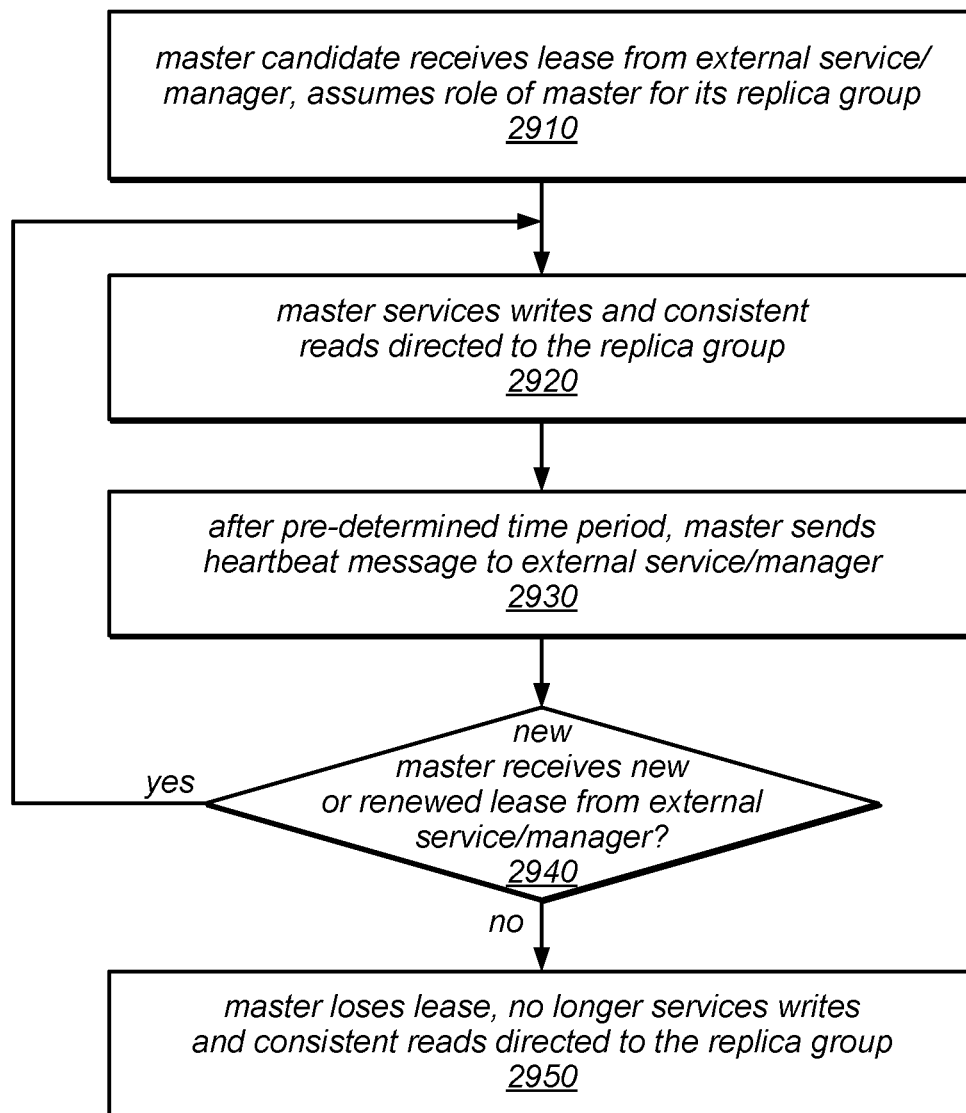 master candidate receives lease from external service/
manager, assumes role of master for its replica group
2910
master services writes and consistent
reads directed to the replica group
2920
after pre-determined time period, master sends
heartbeat message to external service/manager
2930
new
master receives new
or renewed lease from external
service/manager?
2940
yes
no
master loses lease, no longer services writes
and consistent reads directed to the replica group
2950